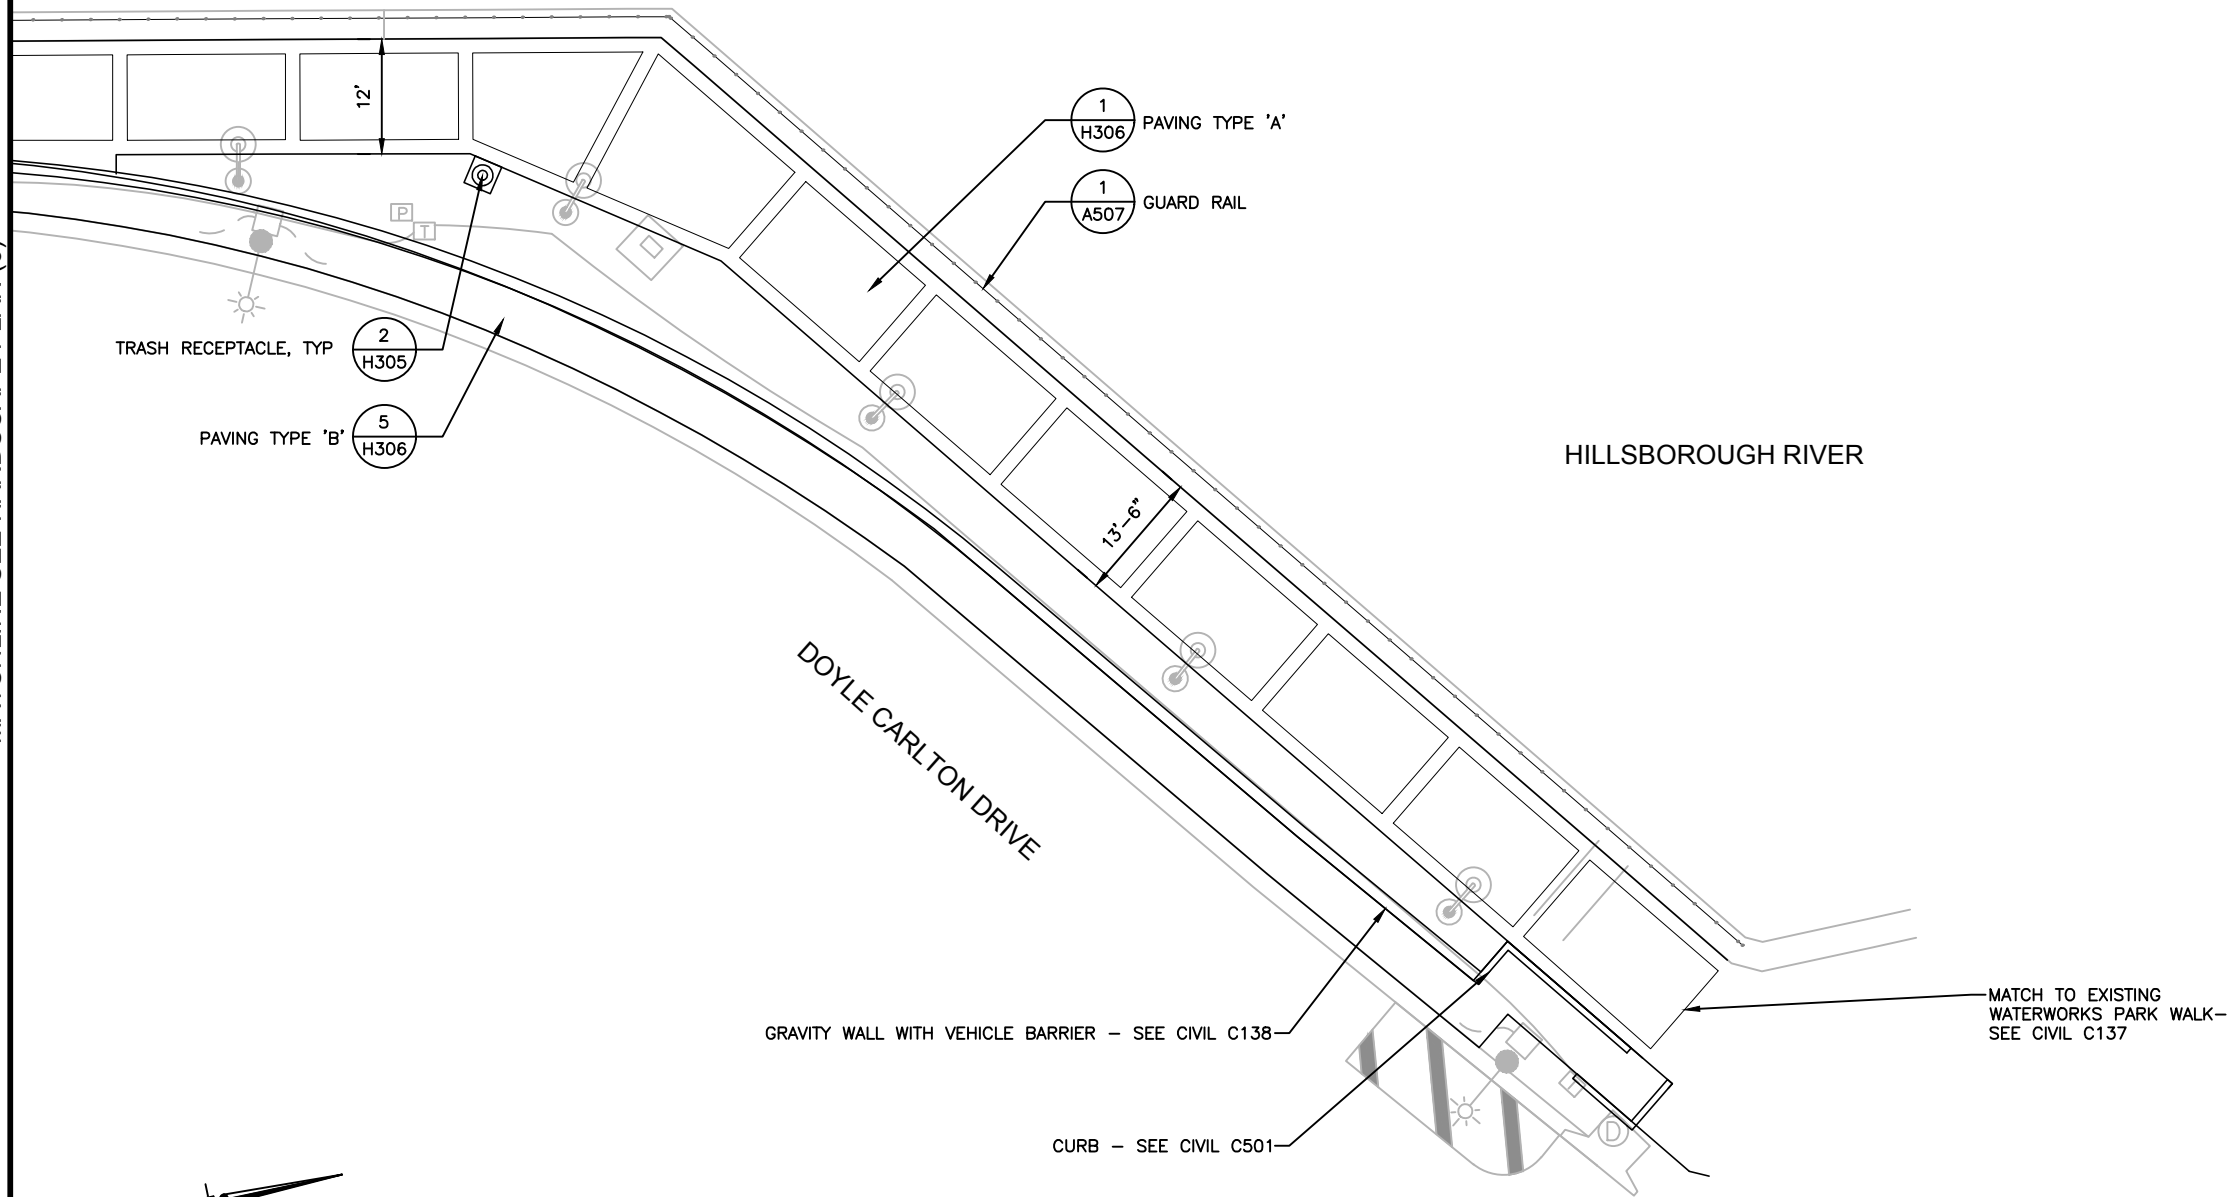 12'
1
H306
PAVING TYPE 'A'
1
A507
GUARD RAIL
P
T
TRASH RECEPTACLE, TYP
2
H305
PAVING TYPE 'B'
5
H306
HILLSBOROUGH RIVER
13'-6"
DOYLE CARLTON DRIVE
GRAVITY WALL WITH VEHICLE BARRIER - SEE CIVIL C138
MATCH TO EXISTING
WATERWORKS PARK WALK-
SEE CIVIL C137
CURB - SEE CIVIL C501
D